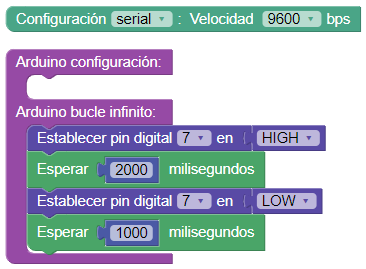 Configuración serial : Velocidad 9600 bps
Arduino configuración:
Arduino bucle infinito:
Establecer pin digital 7 en HIGH
Esperar 2000 milisegundos
Establecer pin digital 7 en LOW
Esperar 1000 milisegundos